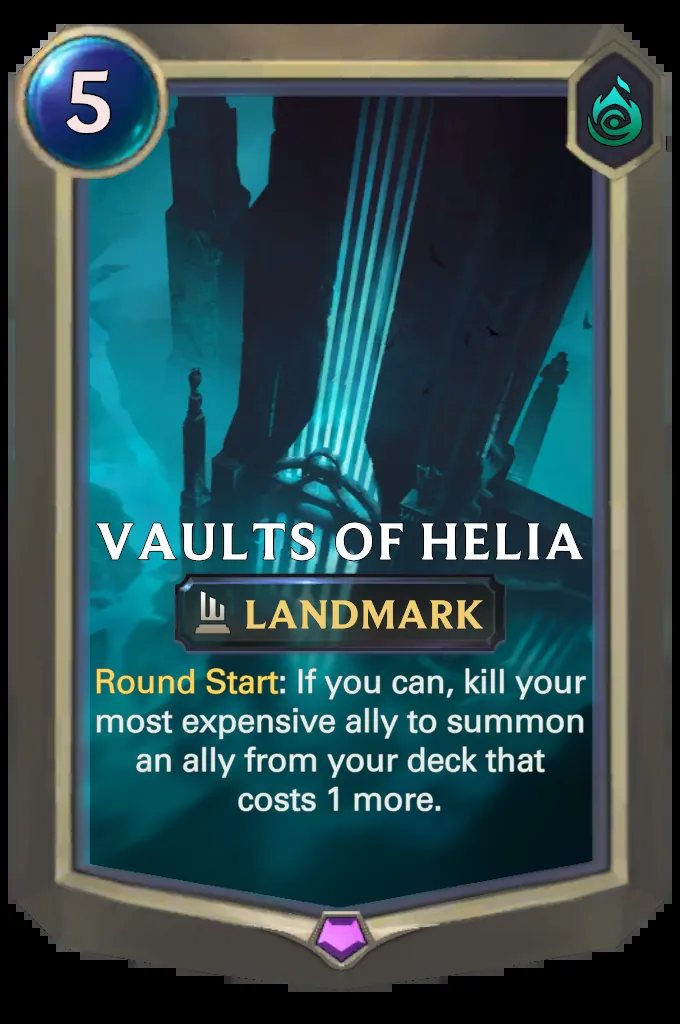 5
VAULTS OF HELIA
LANDMARK
Round Start: If you can, kill your
most expensive ally to summon
an ally from your deck that
costs 1 more.